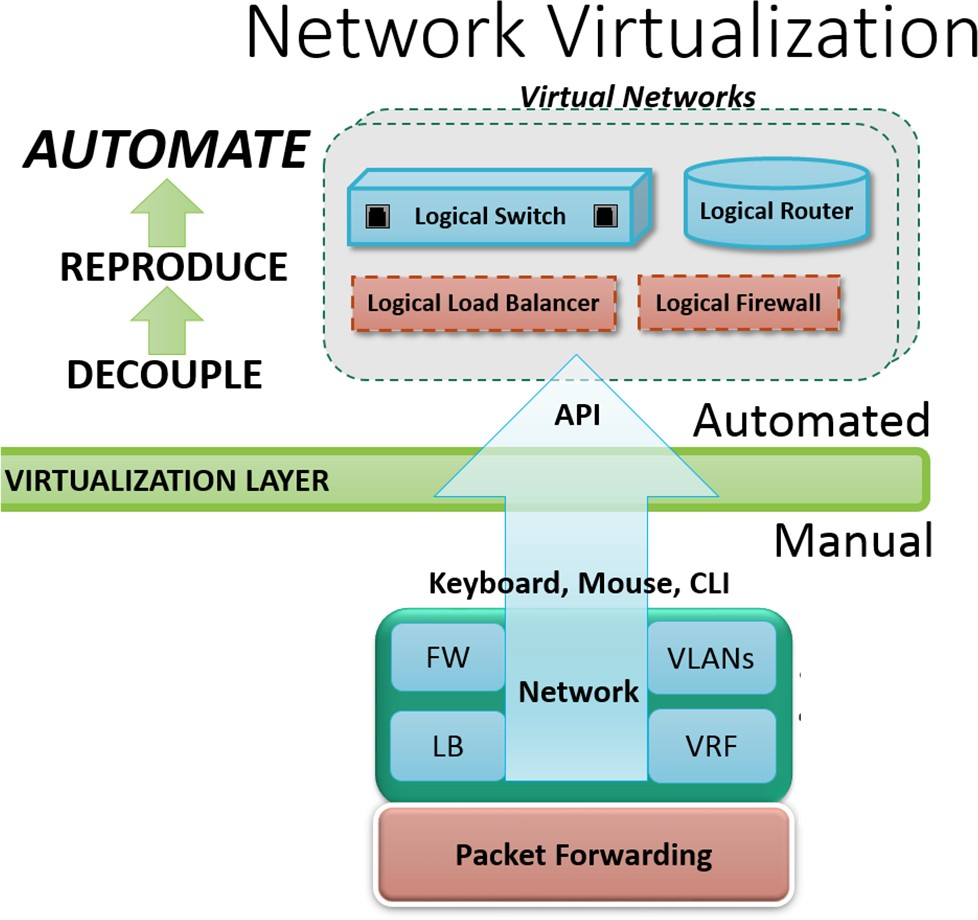 Network Virtualization
Virtual Networks
AUTOMATE
REPRODUCE
DECOUPLE
Logical Switch
Logical Router
Logical Load Balancer
Logical Firewall
API
Automated
VIRTUALIZATION LAYER
Manual
Keyboard, Mouse, CLI
FW
VLANs
Network
LB
VRF
Packet Forwarding